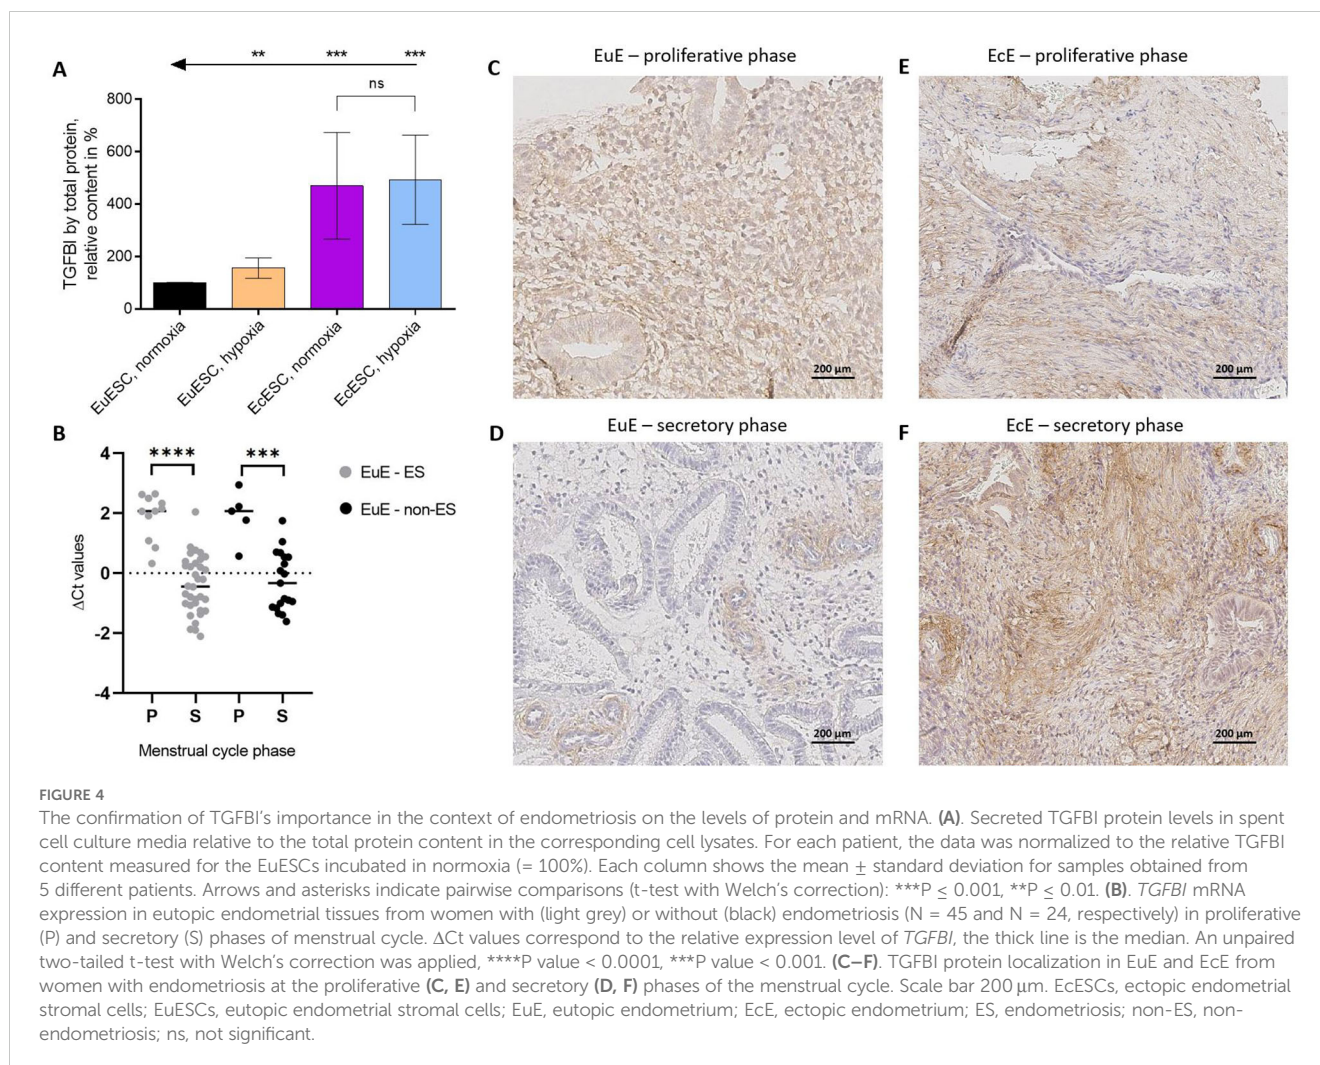 A
** *** ***
ns
TGFBI by total protein,
relative content in %
800
600
400
200
0
EuESC, normoxia
EuESC, hypoxia
EcESC, normoxia
EcESC, hypoxia
B
**** ***
ΔCt values
4
2
0
-2
-4
P S P S
Menstrual cycle phase
EuE - ES
EuE - non-ES
C
EuE – proliferative phase
200 µm
E
EcE – proliferative phase
200 µm
D
EuE – secretory phase
200 µm
F
EcE – secretory phase
200 µm
FIGURE 4
The confirmation of TGFBI's importance in the context of endometriosis on the levels of protein and mRNA. (A). Secreted TGFBI protein levels in spent
cell culture media relative to the total protein content in the corresponding cell lysates. For each patient, the data was normalized to the relative TGFBI
content measured for the EuESCs incubated in normoxia (= 100%). Each column shows the mean ± standard deviation for samples obtained from
5 different patients. Arrows and asterisks indicate pairwise comparisons (t-test with Welch's correction): ***P ≤ 0.001, **P ≤ 0.01. (B). TGFBI mRNA
expression in eutopic endometrial tissues from women with (light grey) or without (black) endometriosis (N = 45 and N = 24, respectively) in proliferative
(P) and secretory (S) phases of menstrual cycle. ΔCt values correspond to the relative expression level of TGFBI, the thick line is the median. An unpaired
two-tailed t-test with Welch's correction was applied, ****P value < 0.0001, ***P value < 0.001. (C–F). TGFBI protein localization in EuE and EcE from
women with endometriosis at the proliferative (C, E) and secretory (D, F) phases of the menstrual cycle. Scale bar 200 µm. EcESCs, ectopic endometrial
stromal cells; EuESCs, eutopic endometrial stromal cells; EuE, eutopic endometrium; EcE, ectopic endometrium; ES, endometriosis; non-ES, non-
endometriosis; ns, not significant.